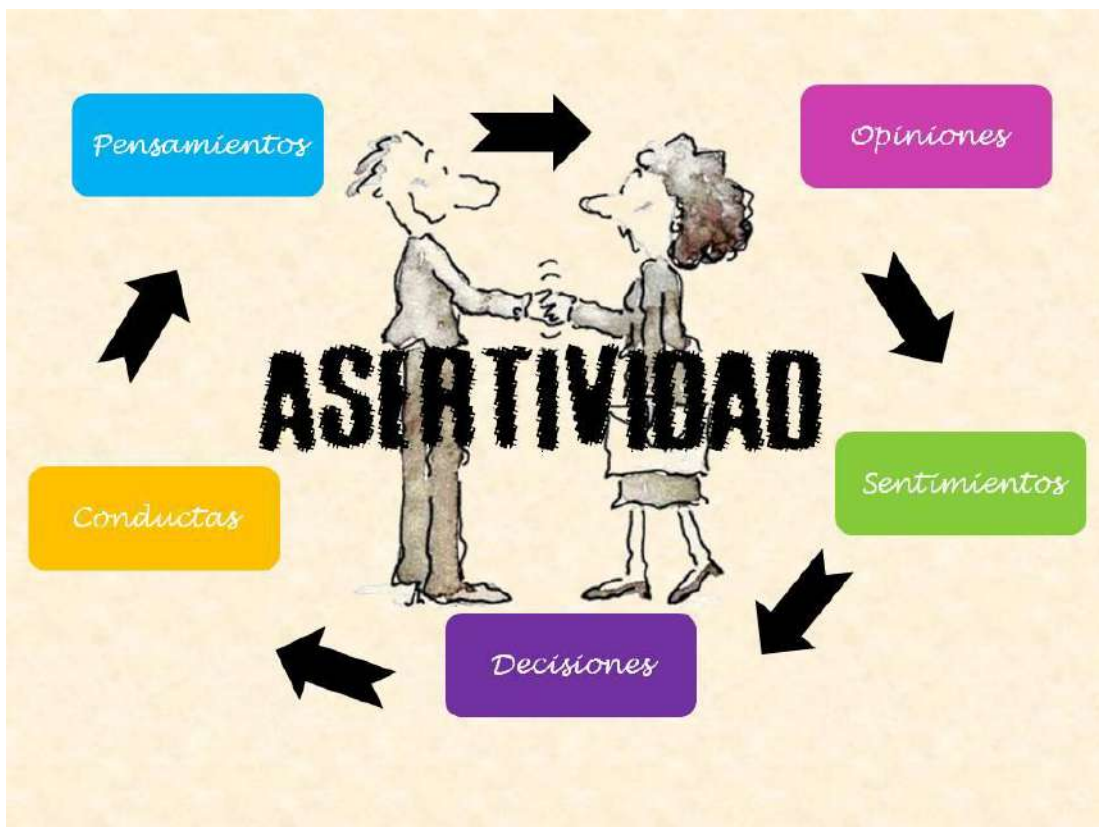 Pensamientos
Opiniones
ASERTIVIDAD
Sentimientos
Conductas
Decisiones